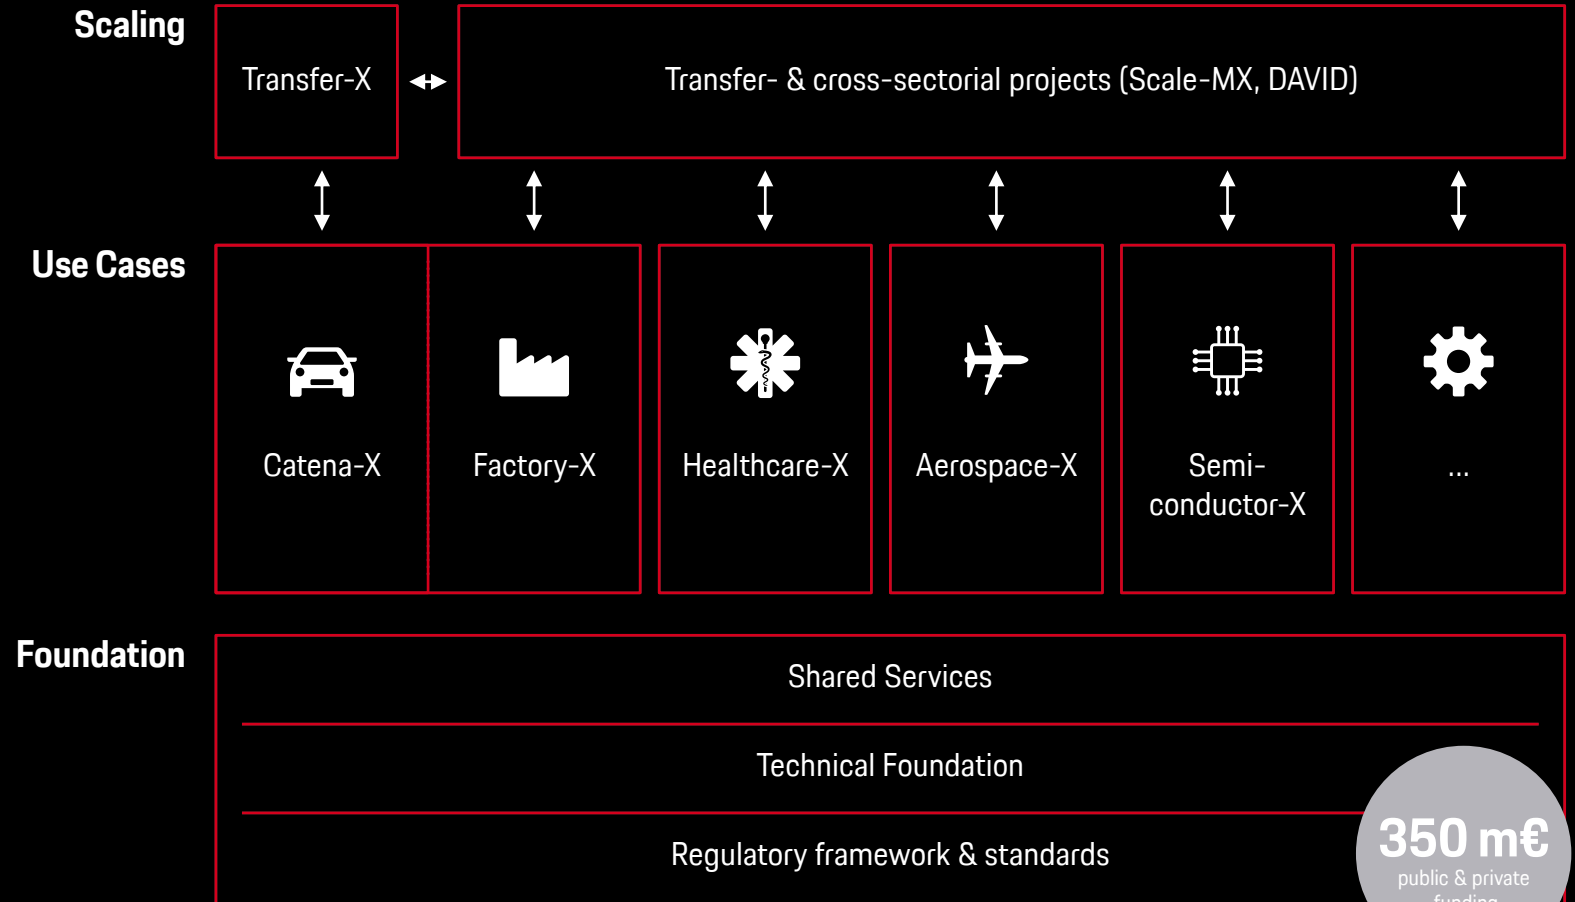 Scaling
Transfer-X
Transfer- & cross-sectorial projects (Scale-MX, DAVID)
Use Cases
Catena-X
Factory-X
Healthcare-X
Aerospace-X
Semi-
conductor-X
...
Foundation
Shared Services
Technical Foundation
Regulatory framework & standards
350 m€
public & private
funding